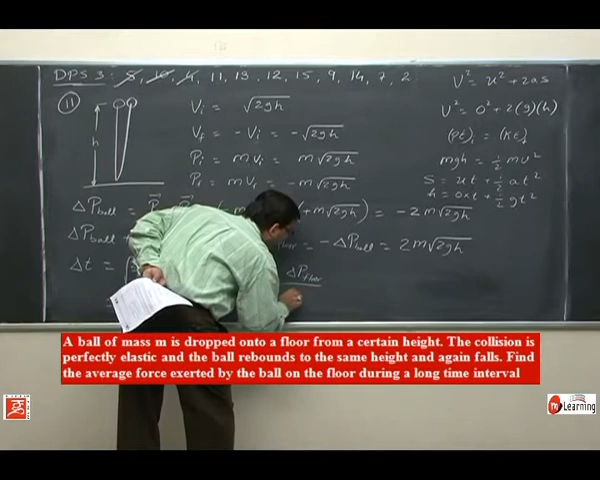 DPS 3: 8, 10, 4, 11, 13, 12, 15, 9, 14, 7, 2
11
h
Vi = √2gh
Vf = -Vi = -√2gh
Pi = mVi = m√2gh
Pf = mVf = -m√2gh
ΔPball = (+m√2gh) = -2m√2gh
ΔPball = -ΔPball = 2m√2gh
Δt =
ΔPfloor
V² = u² + 2as
V² = 0² + 2(g)(h)
(PE)i = (KE)f
mgh = ½mv²
S = ut + ½at²
h = 0xt + ½gt²
A ball of mass m is dropped onto a floor from a certain height. The collision is
perfectly elastic and the ball rebounds to the same height and again falls. Find
the average force exerted by the ball on the floor during a long time interval
m Learning